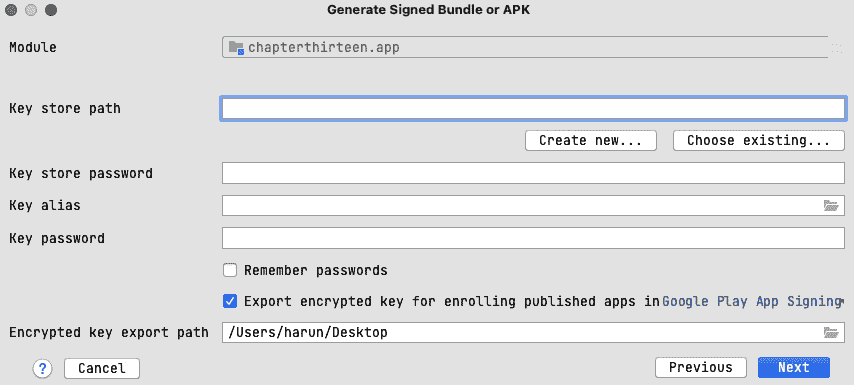 Generate Signed Bundle or APK
Module chapterthirteen.app
Key store path
Create new... Choose existing...
Key store password
Key alias
Key password
Remember passwords
Export encrypted key for enrolling published apps in Google Play App Signing
Encrypted key export path /Users/harun/Desktop
? Cancel Previous Next